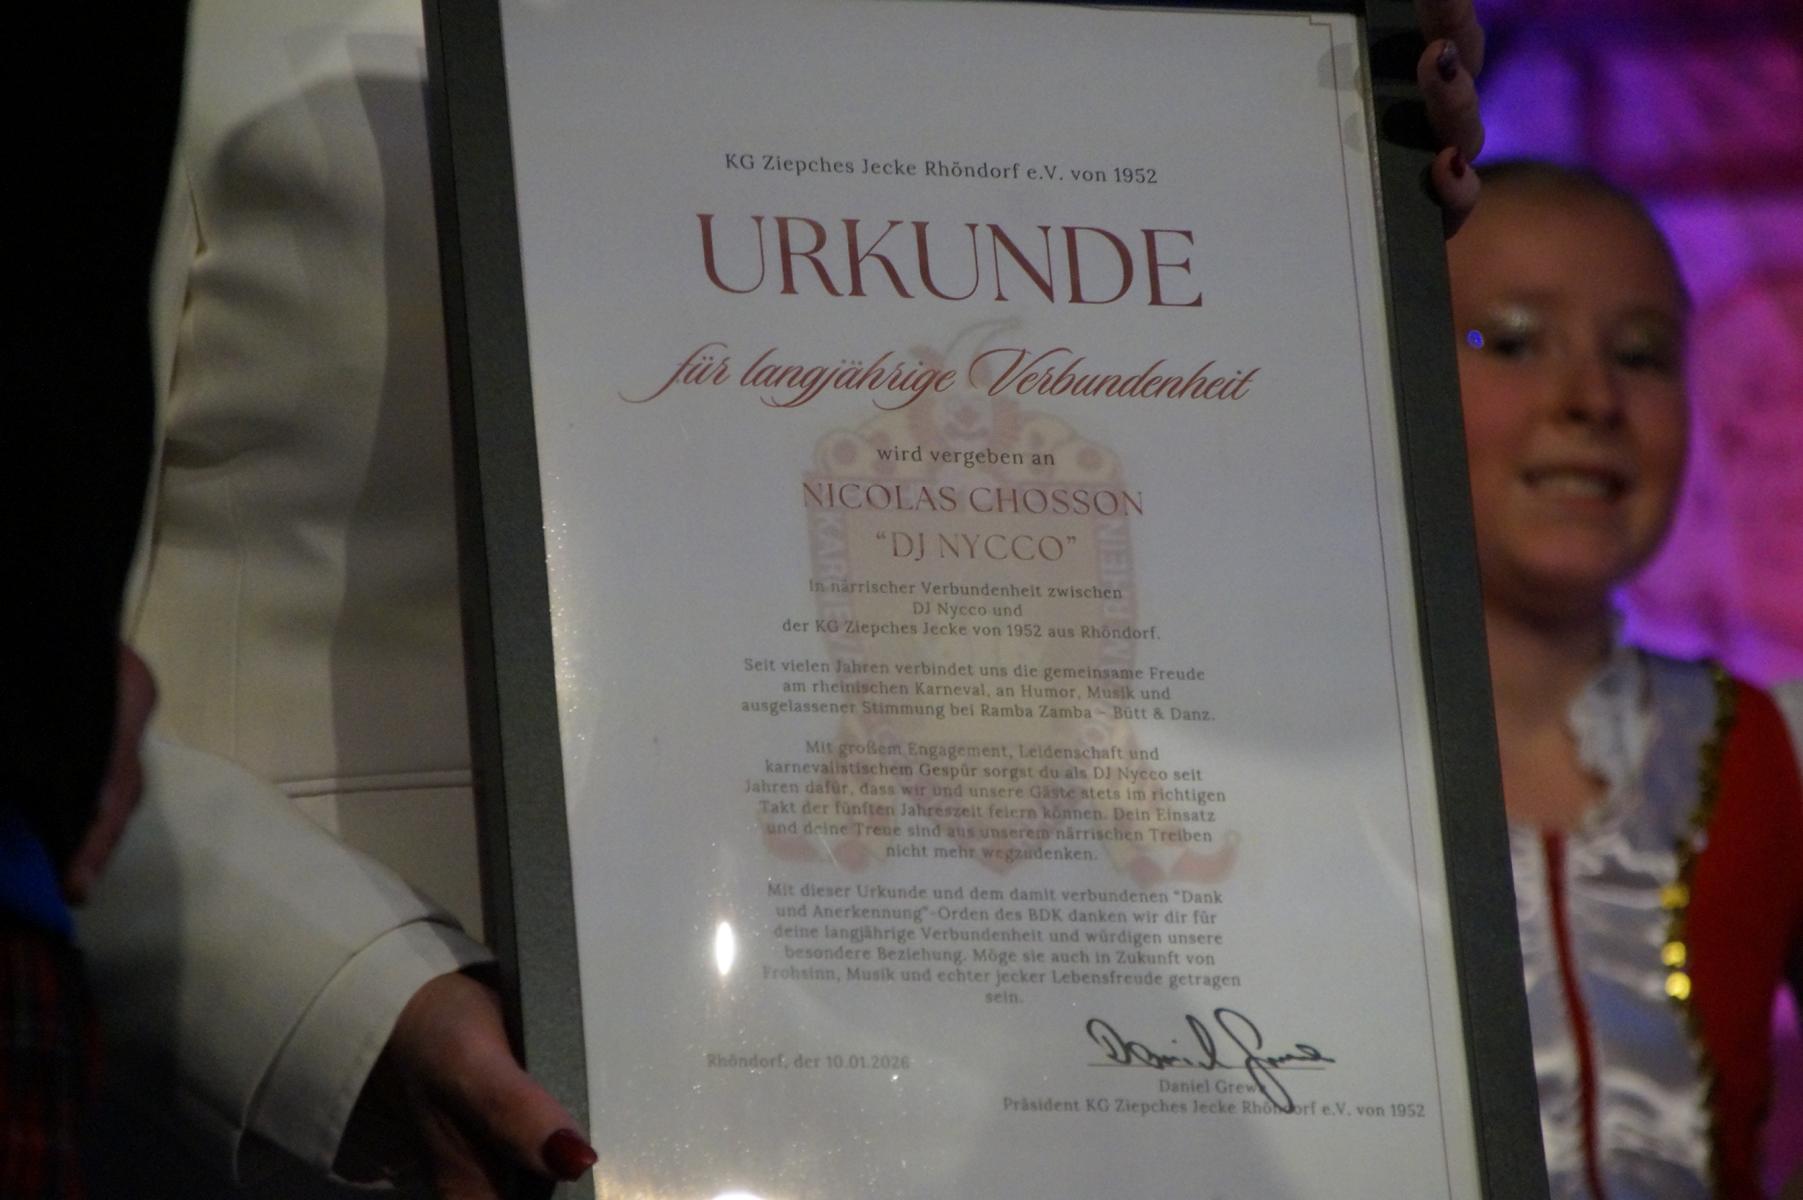 KG Ziepches Jecke Rhöndorf e.V. von 1952
URKUNDE
für langjährige Verbundenheit
wird vergeben an
NICOLAS CHOSSON
“DJ NYCCO”
In närrischer Verbundenheit zwischen
DJ Nycco und
der KG Ziepches Jecke von 1952 aus Rhöndorf.
Seit vielen Jahren verbindet uns die gemeinsame Freude
am rheinischen Karneval, an Humor, Musik und
ausgelassener Stimmung bei Ramba Zamba – Bütt & Danz.
Mit großem Engagement, Leidenschaft und
karnevalistischem Gespür sorgst du als DJ Nycco seit
Jahren dafür, dass wir und unsere Gäste stets im richtigen
Takt der fünften Jahreszeit feiern können. Dein Einsatz
und deine Treue sind aus unserem närrischen Treiben
nicht mehr wegzudenken.
Mit dieser Urkunde und dem damit verbundenen “Dank
und Anerkennung”-Orden des BDK danken wir dir für
deine langjährige Verbundenheit und würdigen unsere
besondere Beziehung. Möge sie auch in Zukunft von
Frohsinn, Musik und echter jecker Lebensfreude getragen
sein.
Rhöndorf, der 10.01.2026
Daniel
Präsident KG Ziepches Jecke Rhöndorf e.V. von 1952